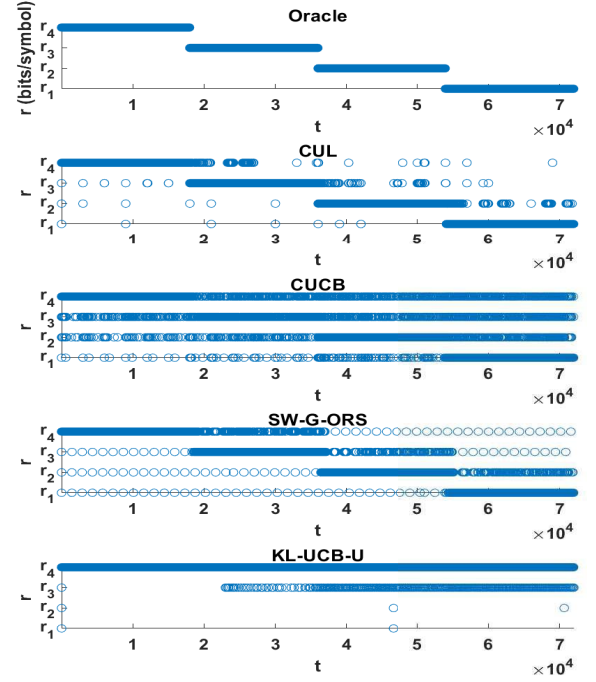 Oracle
r (bits/symbol)
r4
r3
r2
r1
1 2 3 4 5 6 7
t
×10^4
CUL
r
r4
r3
r2
r1
1 2 3 4 5 6 7
t
×10^4
CUCB
r
r4
r3
r2
r1
1 2 3 4 5 6 7
t
×10^4
SW-G-ORS
r
r4
r3
r2
r1
1 2 3 4 5 6 7
t
×10^4
KL-UCB-U
r
r4
r3
r2
r1
1 2 3 4 5 6 7
t
×10^4